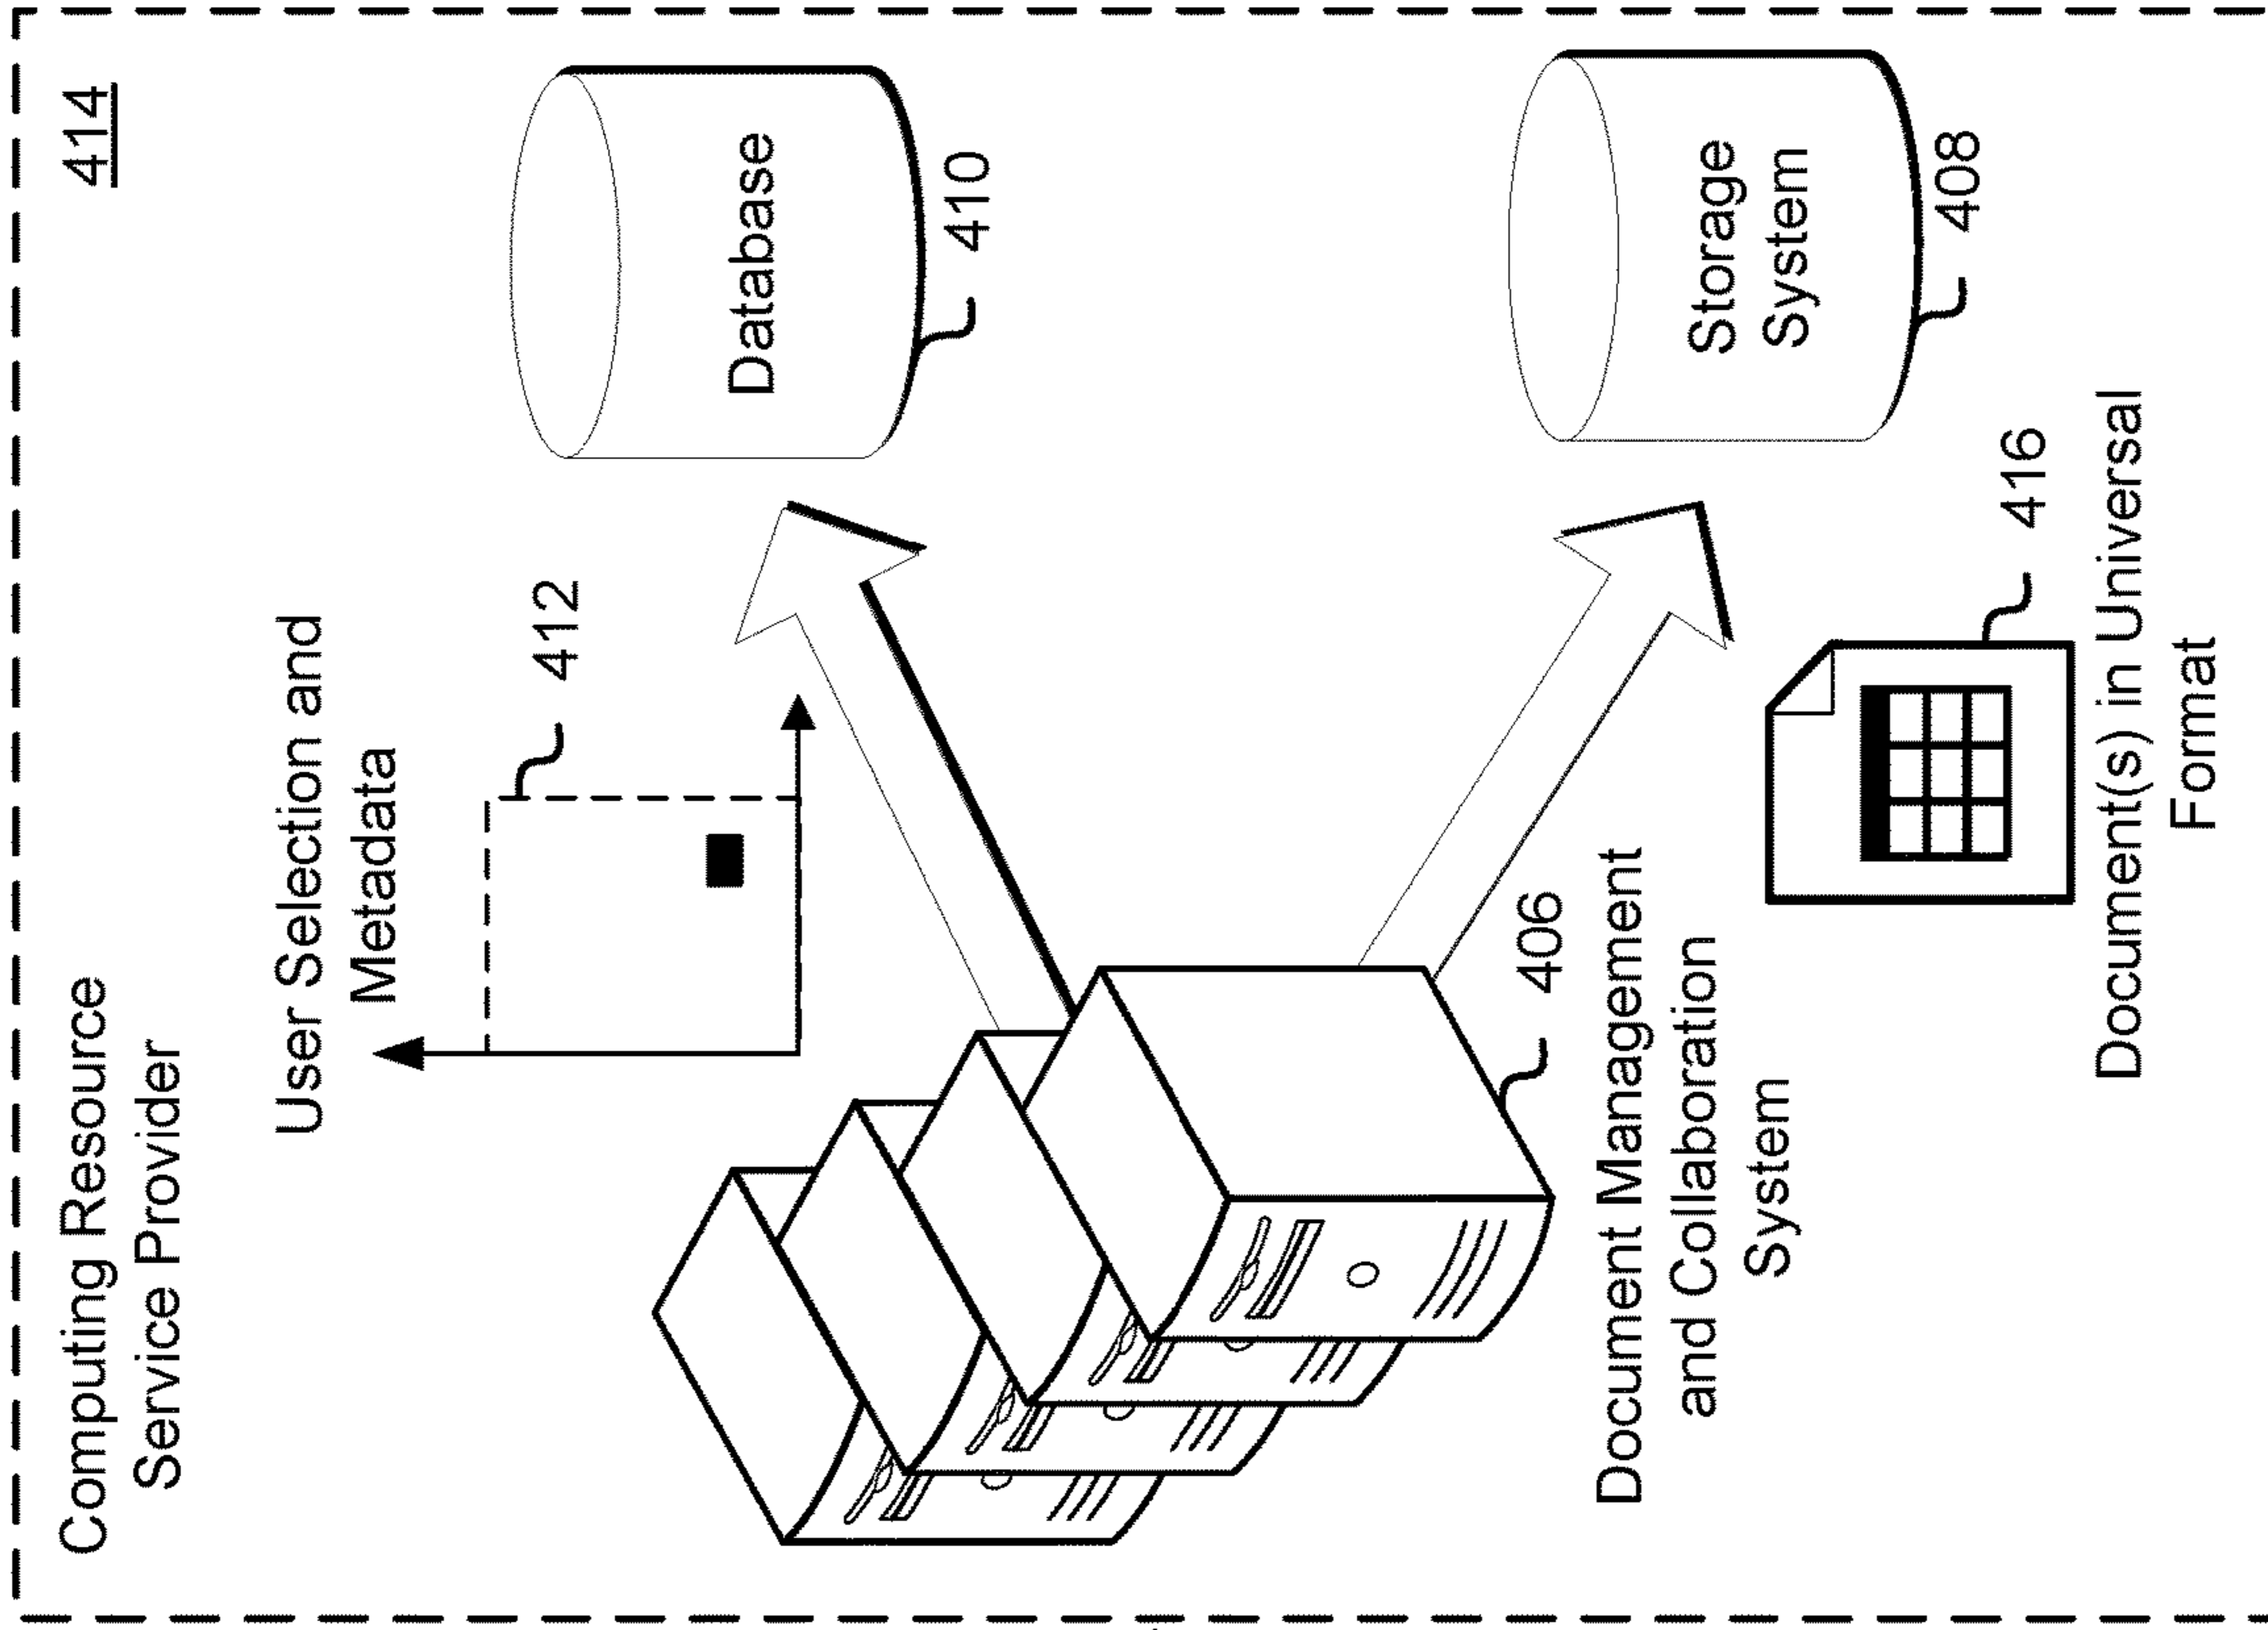 Computing Resource
Service Provider
414
User Selection and
Metadata
412
Database
410
406
Document Management
and Collaboration
System
Storage
System
408
416
Document(s) in Universal
Format